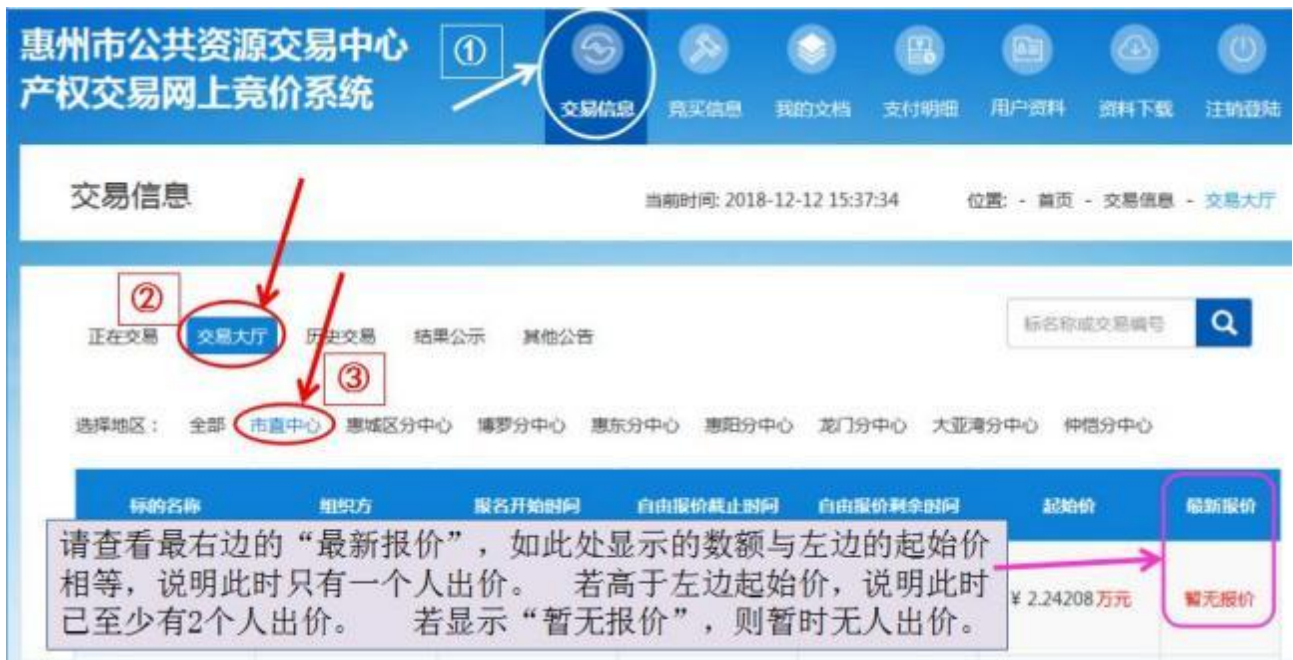 惠州市公共资源交易中心
产权交易网上竞价系统
①
交易信息
竞买信息
我的文档
支付明细
用户资料
资料下载
注销登陆
交易信息
当前时间: 2018-12-12 15:37:34
位置: - 首页 - 交易信息 - 交易大厅
②
正在交易 交易大厅 历史交易 结果公示 其他公告
标名称或交易编号
③
选择地区： 全部 市直中心 惠城区分中心 博罗分中心 惠东分中心 惠阳分中心 龙门分中心 大亚湾分中心 仲恺分中心
标的名称 组织方 报名开始时间 自由报价截止时间 自由报价剩余时间 起始价 最新报价
请查看最右边的“最新报价”，如此处显示的数额与左边的起始价
相等，说明此时只有一个人出价。 若高于左边起始价，说明此时
已至少有2个人出价。 若显示“暂无报价”，则暂时无人出价。
¥ 2.24208万元 暂无报价